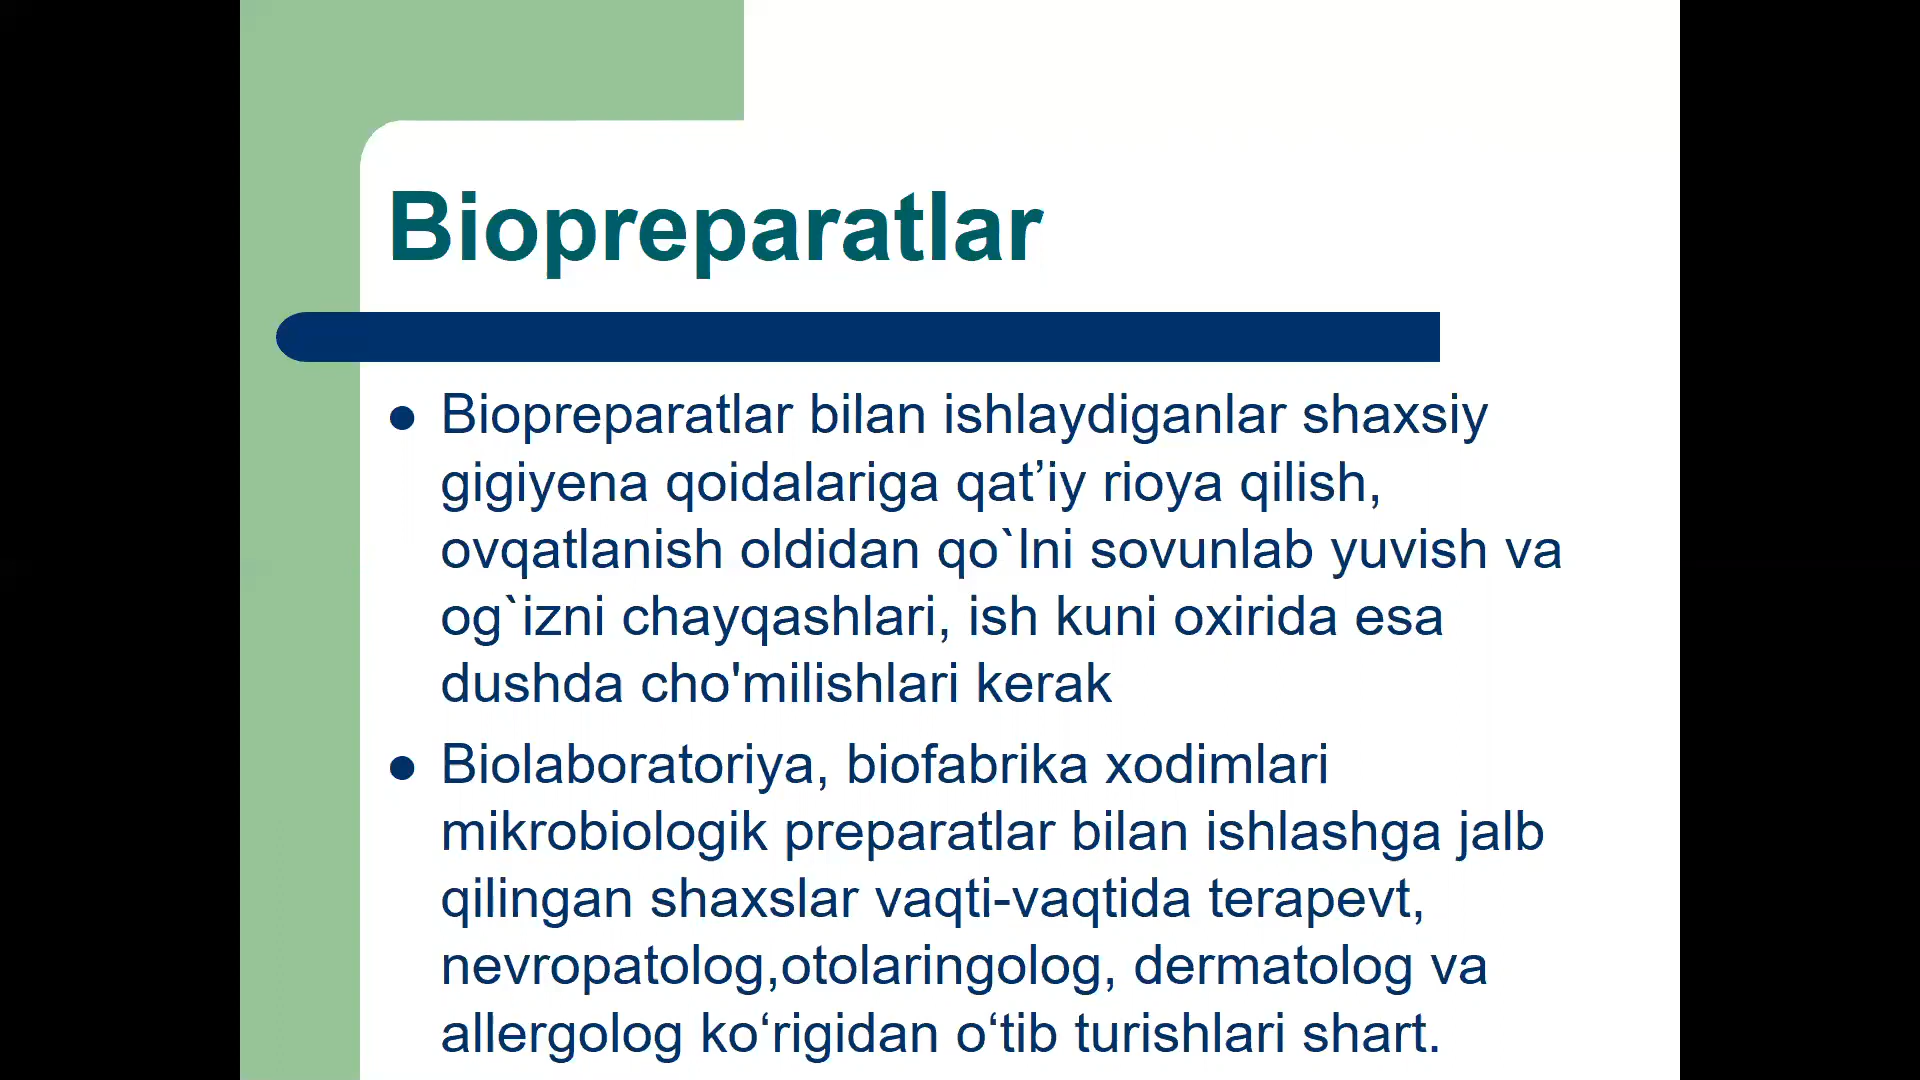 Biopreparatlar
Biopreparatlar bilan ishlaydiganlar shaxsiy
gigiyena qoidalariga qat’iy rioya qilish,
ovqatlanish oldidan qo`lni sovunlab yuvish va
og`izni chayqashlari, ish kuni oxirida esa
dushda cho'milishlari kerak
Biolaboratoriya, biofabrika xodimlari
mikrobiologik preparatlar bilan ishlashga jalb
qilingan shaxslar vaqti-vaqtida terapevt,
nevropatolog,otolaringolog, dermatolog va
allergolog ko‘rigidan o‘tib turishlari shart.